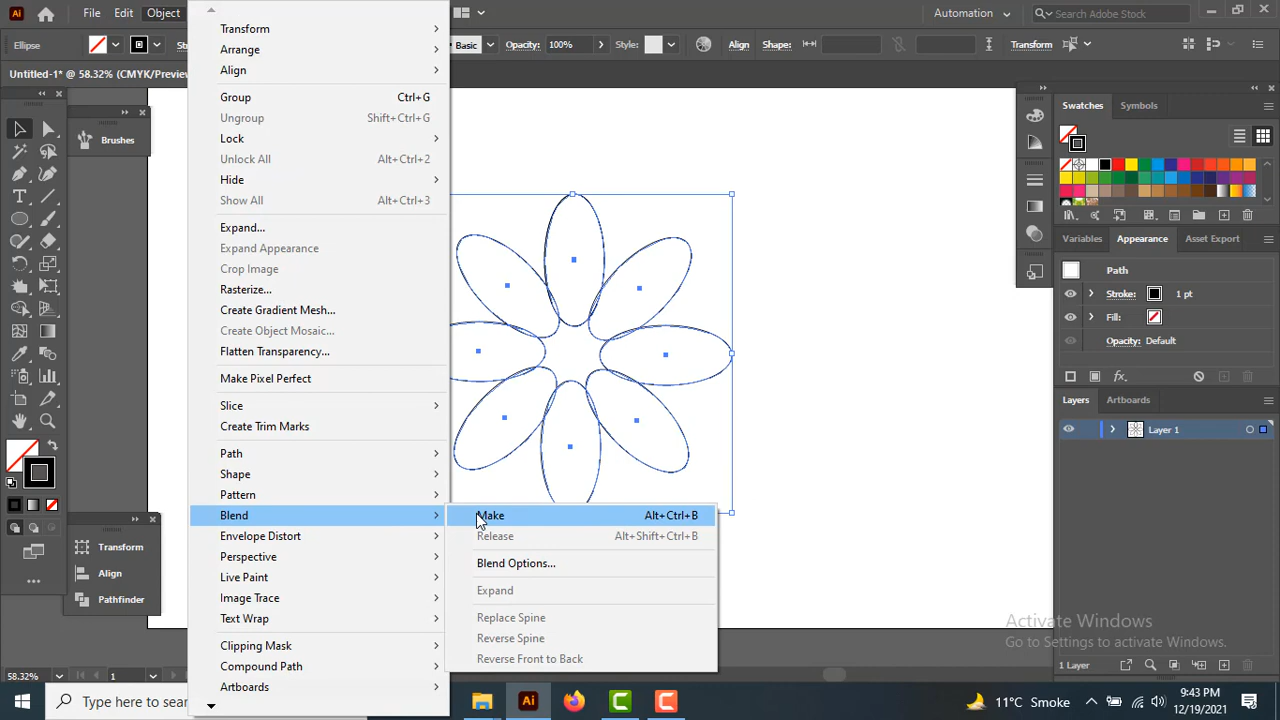 Ai File Edit Object Automation Search Adobe Stock
Ellipse Basic Opacity: 100% Style: Align Shape: Transform
Untitled-1* @ 58.32% (CMYK/Preview
Transform
Arrange
Align
Group Ctrl+G
Ungroup Shift+Ctrl+G
Lock
Unlock All Alt+Ctrl+2
Hide
Show All Alt+Ctrl+3
Expand...
Expand Appearance
Crop Image
Rasterize...
Create Gradient Mesh...
Create Object Mosaic...
Flatten Transparency...
Make Pixel Perfect
Slice
Create Trim Marks
Path
Shape
Pattern
Blend
Envelope Distort
Perspective
Live Paint
Image Trace
Text Wrap
Clipping Mask
Compound Path
Artboards
Make Alt+Ctrl+B
Release Alt+Shift+Ctrl+B
Blend Options...
Expand
Replace Spine
Reverse Spine
Reverse Front to Back
Brushes
Transform
Align
Pathfinder
Swatches Symbols
Variables Appearance Asset Export
Path
Stroke: 1 pt
Fill:
Opacity: Default
Layers Artboards
Layer 1
Activate Windows
Go to Settings to activate Windows.
58.32% 1 1 Layer
Type here to sear Ai 11°C Smoke 9:43 PM
12/19/2021